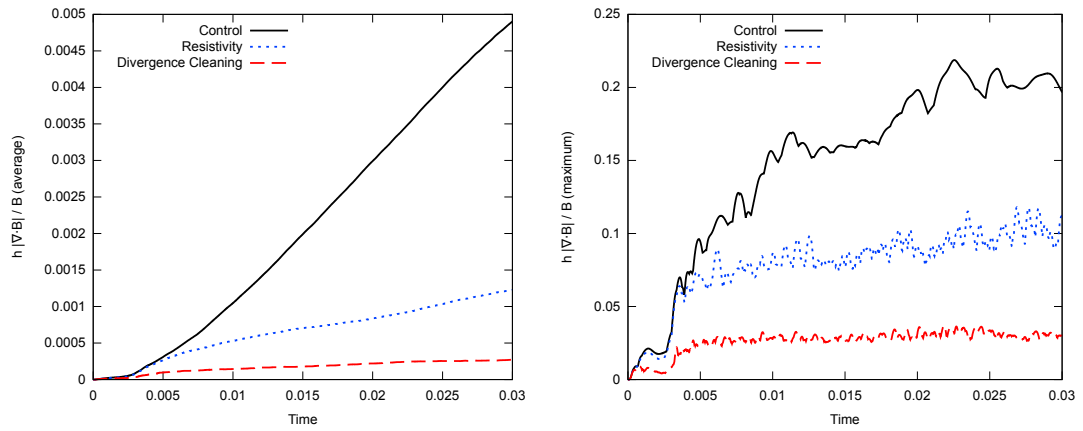 h |∇·B| / B (average)
0.005
0.0045
0.004
0.0035
0.003
0.0025
0.002
0.0015
0.001
0.0005
0
Control
Resistivity
Divergence Cleaning
0 0.005 0.01 0.015 0.02 0.025 0.03
Time
h |∇·B| / B (maximum)
0.25
0.2
0.15
0.1
0.05
0
Control
Resistivity
Divergence Cleaning
0 0.005 0.01 0.015 0.02 0.025 0.03
Time